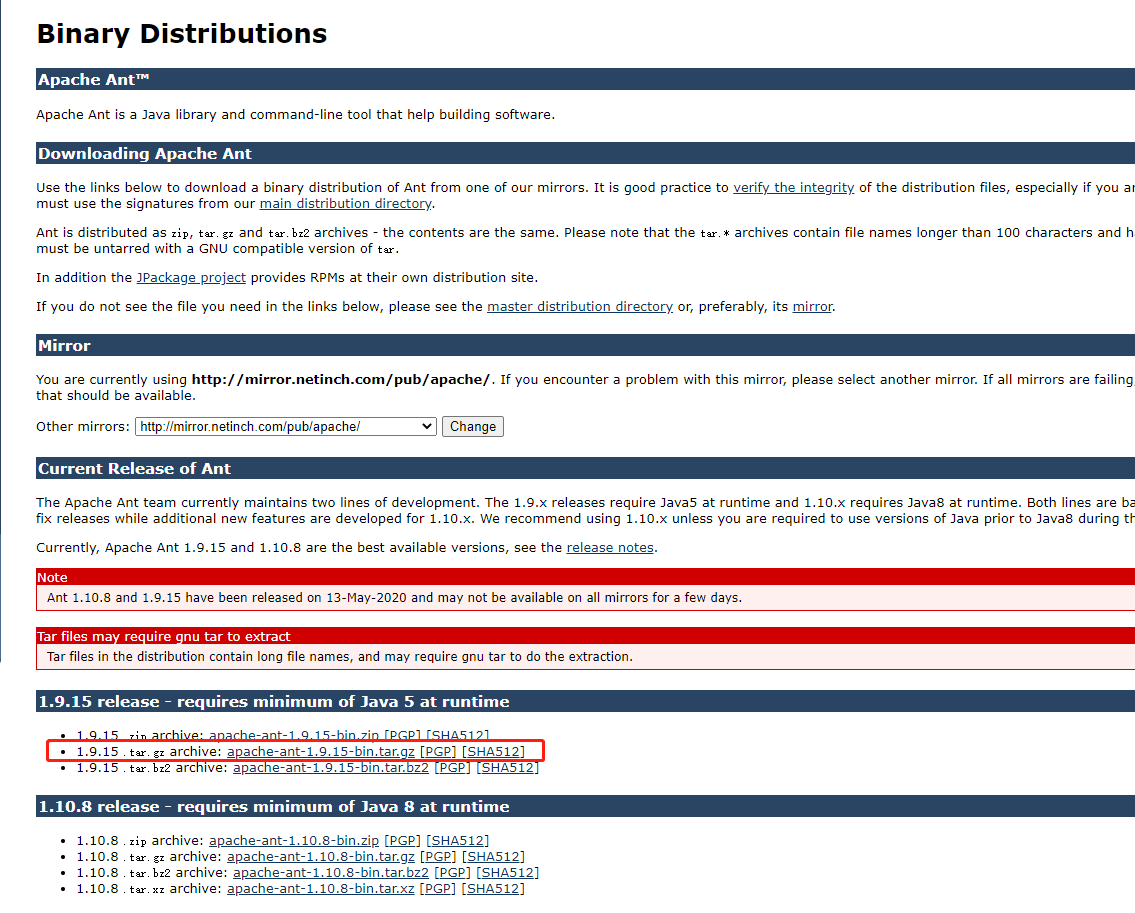 Binary Distributions
Apache Ant™
Apache Ant is a Java library and command-line tool that help building software.
Downloading Apache Ant
Use the links below to download a binary distribution of Ant from one of our mirrors. It is good practice to verify the integrity of the distribution files, especially if you ar
must use the signatures from our main distribution directory.
Ant is distributed as zip, tar.gz and tar.bz2 archives - the contents are the same. Please note that the tar.* archives contain file names longer than 100 characters and h
must be untarred with a GNU compatible version of tar.
In addition the JPackage project provides RPMs at their own distribution site.
If you do not see the file you need in the links below, please see the master distribution directory or, preferably, its mirror.
Mirror
You are currently using http://mirror.netinch.com/pub/apache/. If you encounter a problem with this mirror, please select another mirror. If all mirrors are failing,
that should be available.
Other mirrors: http://mirror.netinch.com/pub/apache/ Change
Current Release of Ant
The Apache Ant team currently maintains two lines of development. The 1.9.x releases require Java5 at runtime and 1.10.x requires Java8 at runtime. Both lines are ba
fix releases while additional new features are developed for 1.10.x. We recommend using 1.10.x unless you are required to use versions of Java prior to Java8 during th
Currently, Apache Ant 1.9.15 and 1.10.8 are the best available versions, see the release notes.
Note
Ant 1.10.8 and 1.9.15 have been released on 13-May-2020 and may not be available on all mirrors for a few days.
Tar files may require gnu tar to extract
Tar files in the distribution contain long file names, and may require gnu tar to do the extraction.
1.9.15 release - requires minimum of Java 5 at runtime
• 1.9.15 .zip archive: apache-ant-1.9.15-bin.zip [PGP] [SHA512]
• 1.9.15 .tar.gz archive: apache-ant-1.9.15-bin.tar.gz [PGP] [SHA512]
• 1.9.15 .tar.bz2 archive: apache-ant-1.9.15-bin.tar.bz2 [PGP] [SHA512]
1.10.8 release - requires minimum of Java 8 at runtime
• 1.10.8 .zip archive: apache-ant-1.10.8-bin.zip [PGP] [SHA512]
• 1.10.8 .tar.gz archive: apache-ant-1.10.8-bin.tar.gz [PGP] [SHA512]
• 1.10.8 .tar.bz2 archive: apache-ant-1.10.8-bin.tar.bz2 [PGP] [SHA512]
• 1.10.8 .tar.xz archive: apache-ant-1.10.8-bin.tar.xz [PGP] [SHA512]